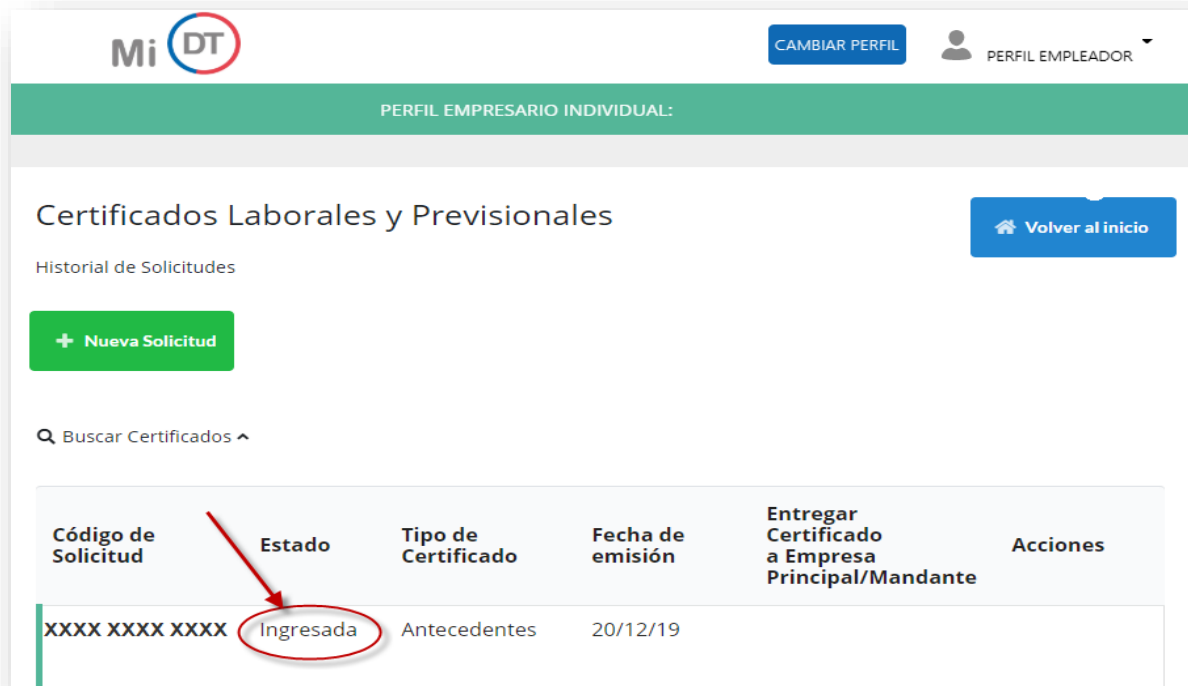 Mi DT
CAMBIAR PERFIL
PERFIL EMPLEADOR
PERFIL EMPRESARIO INDIVIDUAL:
Certificados Laborales y Previsionales
Volver al inicio
Historial de Solicitudes
+ Nueva Solicitud
Buscar Certificados
Código de
Solicitud
Estado
Tipo de
Certificado
Fecha de
emisión
Entregar
Certificado
a Empresa
Principal/Mandante
Acciones
XXXX XXXX XXXX
Ingresada
Antecedentes
20/12/19